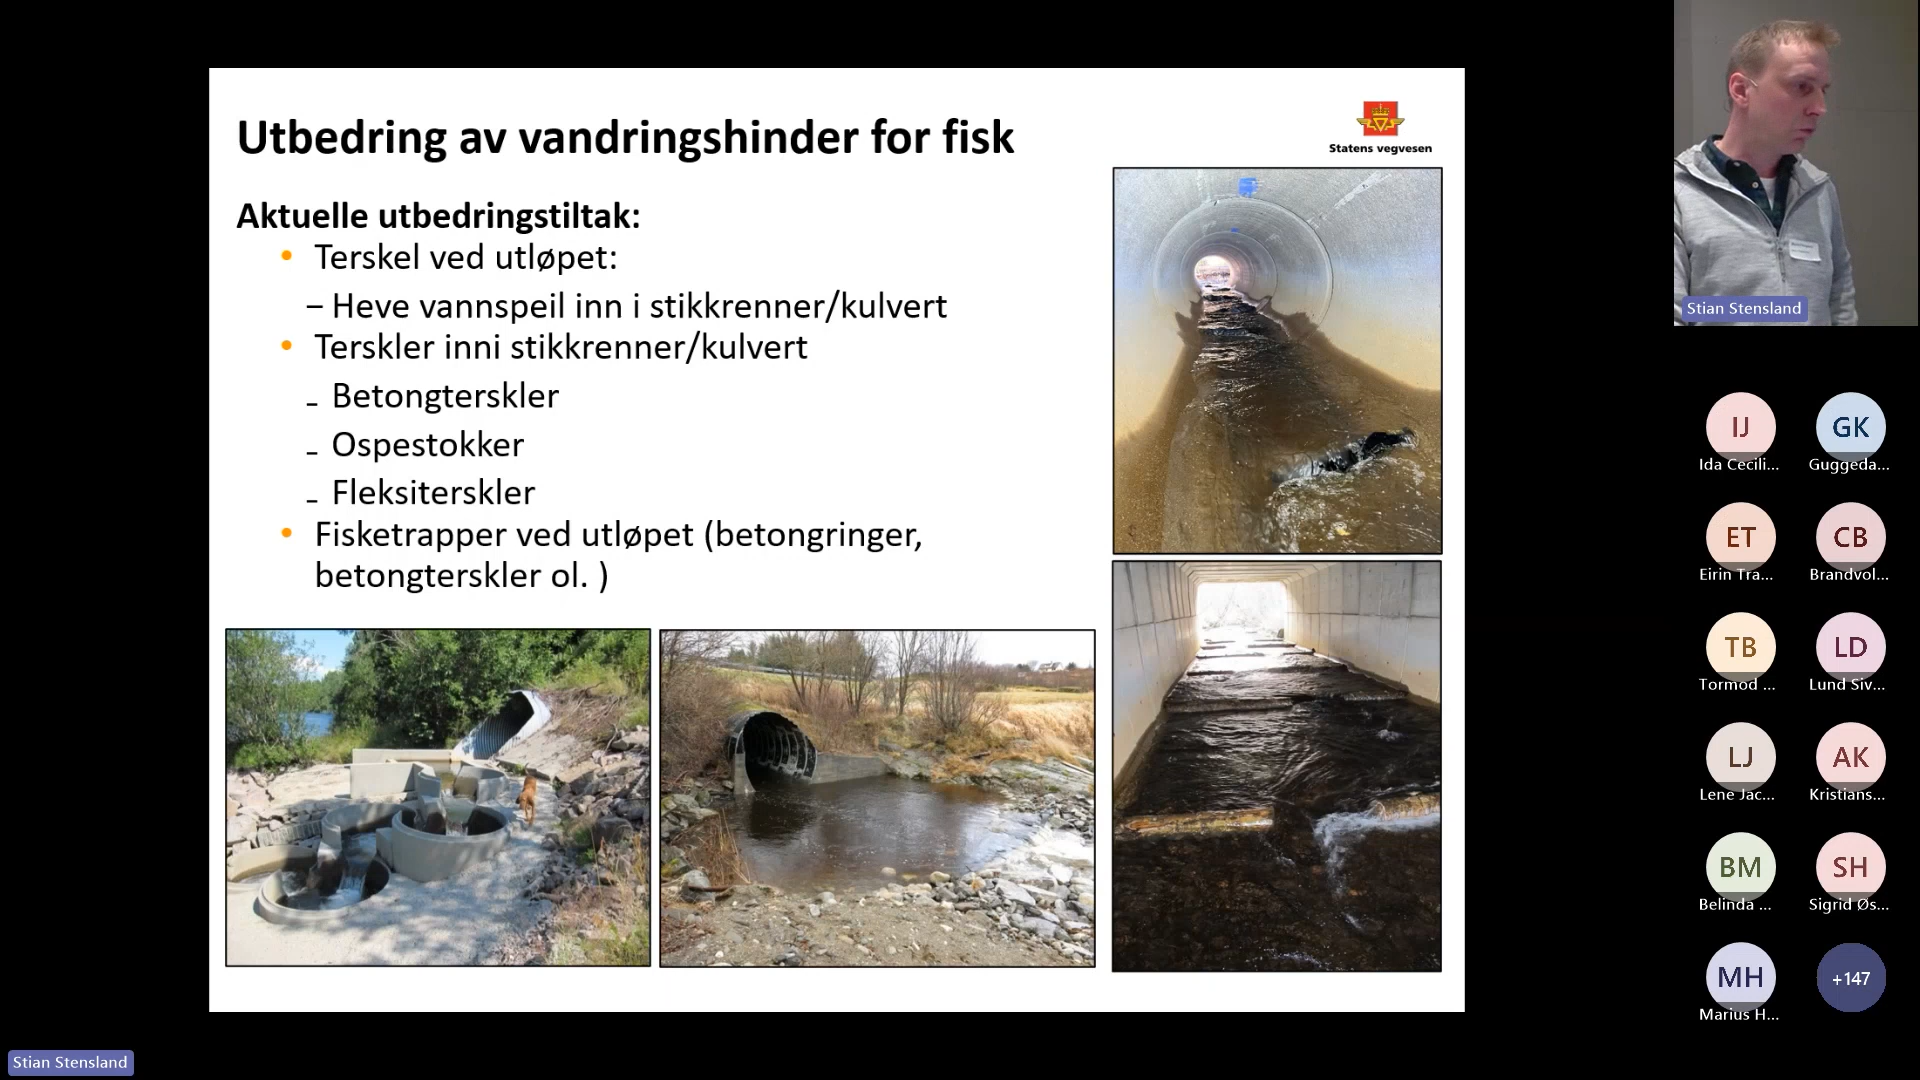 Utbedring av vandringshinder for fisk
Statens vegvesen
Aktuelle utbedringstiltak:
• Terskel ved utløpet:
– Heve vannspeil inn i stikkrenner/kulvert
• Terskler inni stikkrenner/kulvert
- Betongterskler
- Ospestokker
- Fleksiterskler
• Fisketrapper ved utløpet (betongringer,
betongterskler ol. )
Stian Stensland
IJ
Ida Cecili...
GK
Guggeda...
ET
Eirin Tra...
CB
Brandvol...
TB
Tormod ...
LD
Lund Siv...
LJ
Lene Jac...
AK
Kristians...
BM
Belinda ...
SH
Sigrid Øs...
MH
Marius H...
+147
Stian Stensland